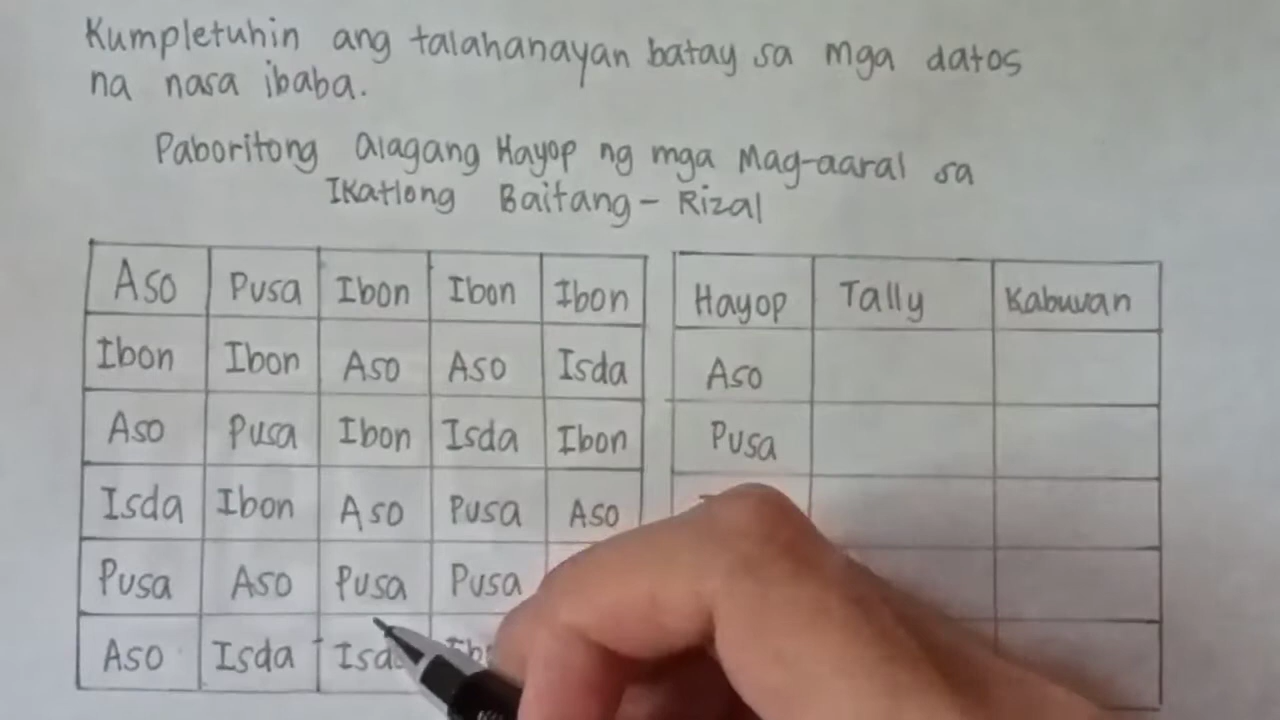 Kumpletuhin ang talahanayan batay sa mga datos
na nasa ibaba.
Paboritong alagang Hayop ng mga Mag-aaral sa
Ikatlong Baitang - Rizal
Aso Pusa Ibon Ibon Ibon
Ibon Ibon Aso Aso Isda
Aso Pusa Ibon Isda Ibon
Isda Ibon Aso Pusa Aso
Pusa Aso Pusa Pusa
Aso Isda
Hayop Tally Kabuuan
Aso
Pusa